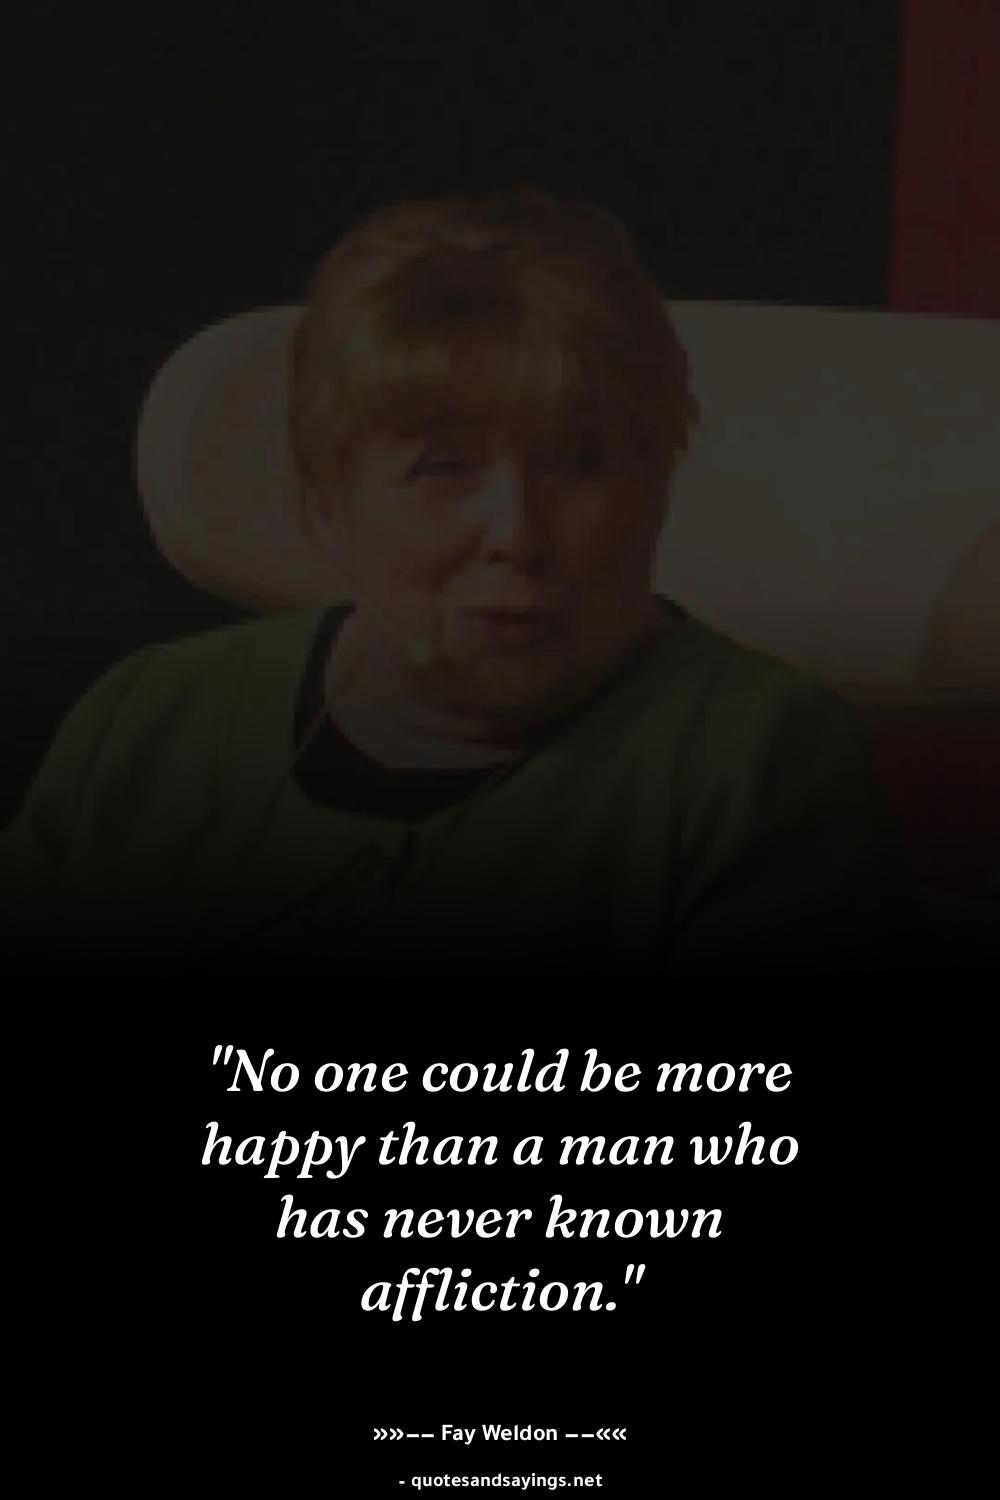 "No one could be more
happy than a man who
has never known
affliction."
»»–– Fay Weldon ––««
- quotesandsayings.net